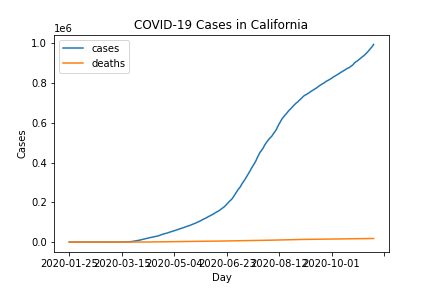 COVID-19 Cases in California
1e6
cases
deaths
1.0
0.8
0.6
0.4
0.2
0.0
Cases
2020-01-25 2020-03-15 2020-05-04 2020-06-23 2020-08-12 2020-10-01
Day